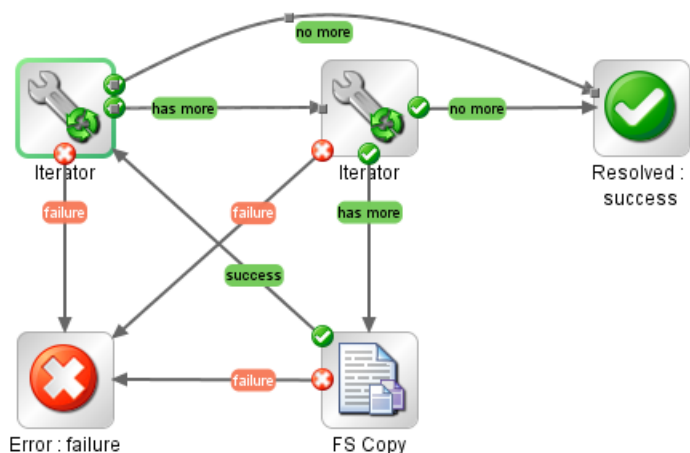 no more
has more
no more
Iterator
Iterator
Resolved :
success
failure
failure
has more
success
failure
Error : failure
FS Copy